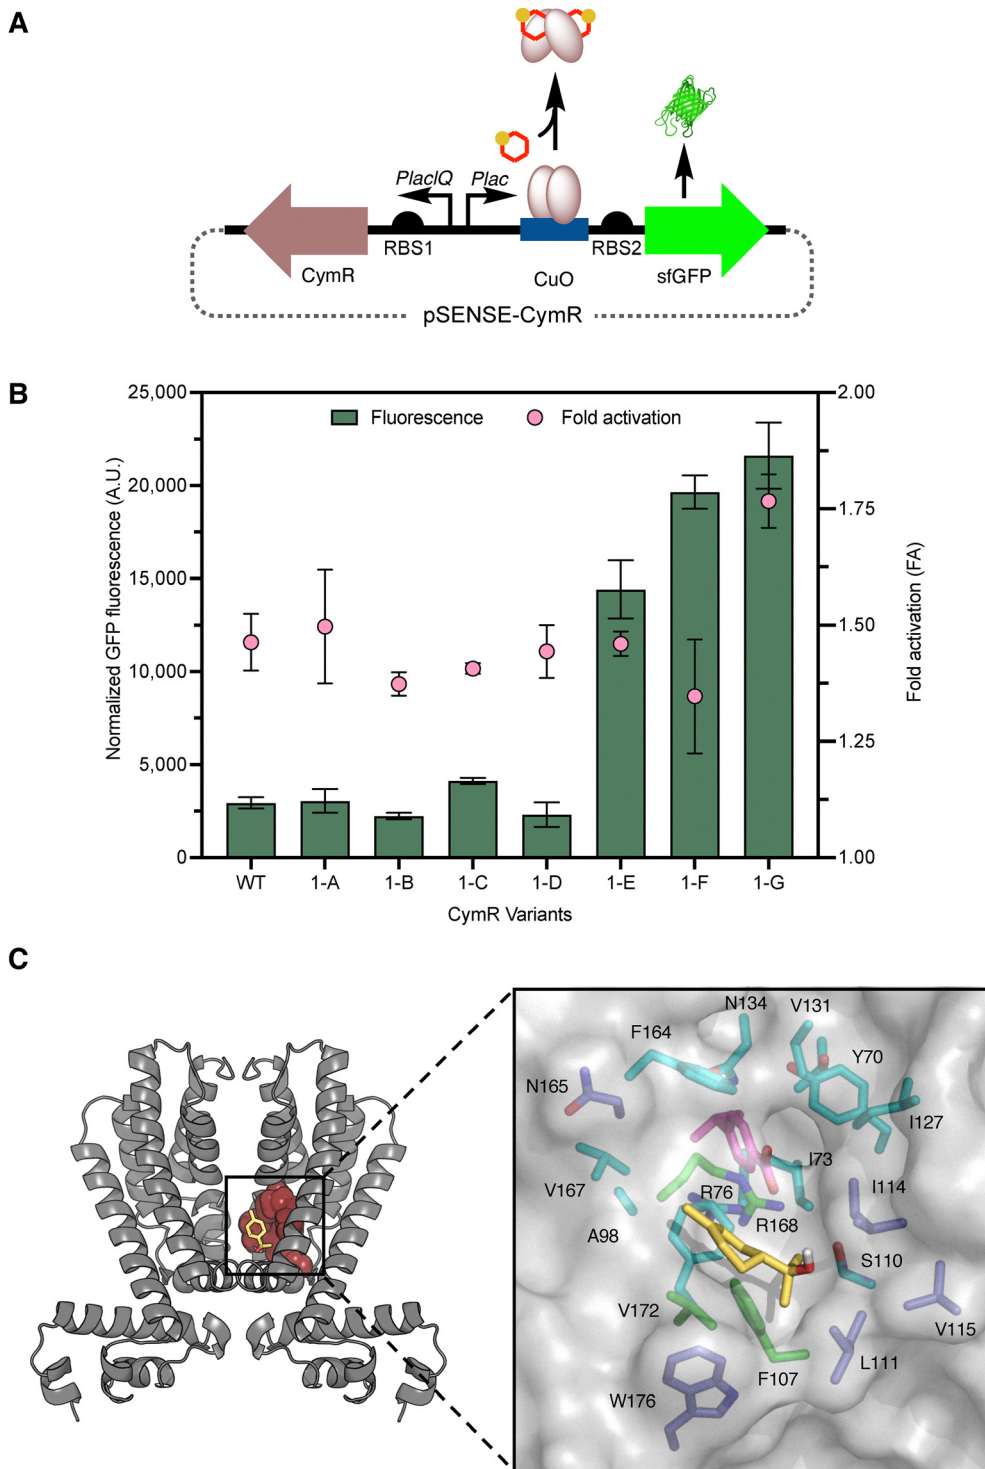 A
PlacIQ Plac
RBS1 RBS2
CymR CuO sfGFP
pSENSE-CymR
B
25,000 2.00
Fluorescence Fold activation
20,000 1.75
15,000 1.50
10,000 1.25
5,000
0 1.00
Normalized GFP fluorescence (A.U.)
Fold activation (FA)
WT 1-A 1-B 1-C 1-D 1-E 1-F 1-G
CymR Variants
C
N134 V131
F164 Y70
N165 I127
V167 I73 I114
R76
A98 R168 S110
V172 V115
L111
W176 F107